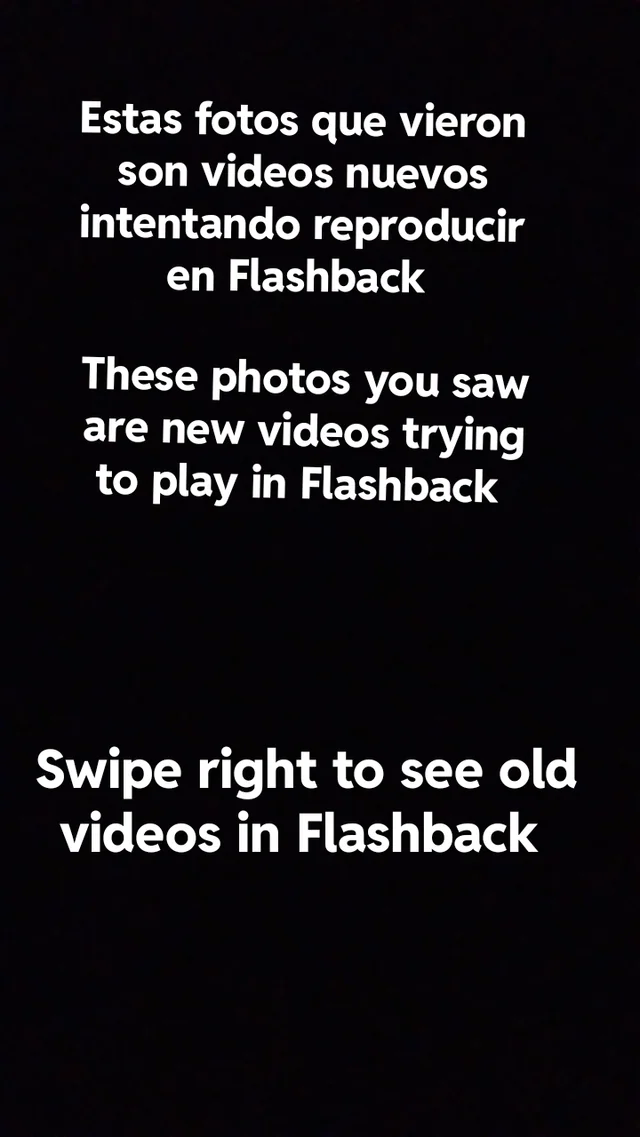 Estas fotos que vieron
son videos nuevos
intentando reproducir
en Flashback
These photos you saw
are new videos trying
to play in Flashback
Swipe right to see old
videos in Flashback